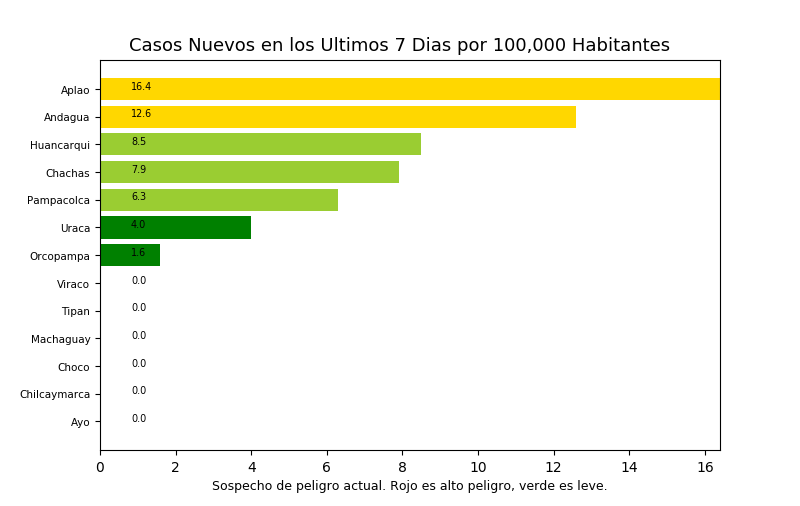 Casos Nuevos en los Ultimos 7 Dias por 100,000 Habitantes
Aplao 16.4
Andagua 12.6
Huancarqui 8.5
Chachas 7.9
Pampacolca 6.3
Uraca 4.0
Orcopampa 1.6
Viraco 0.0
Tipan 0.0
Machaguay 0.0
Choco 0.0
Chilcaymarca 0.0
Ayo 0.0
0 2 4 6 8 10 12 14 16
Sospecho de peligro actual. Rojo es alto peligro, verde es leve.